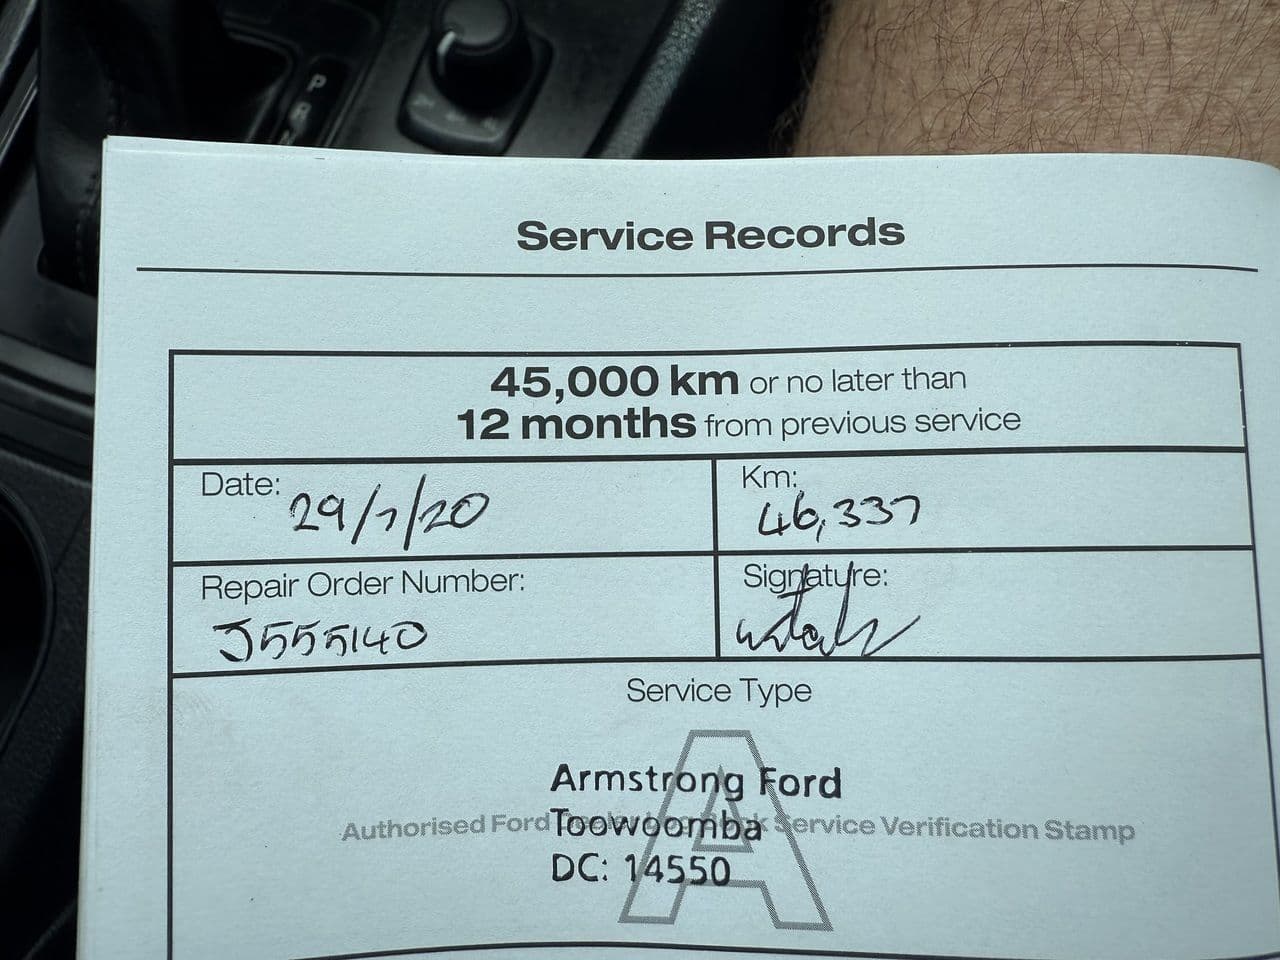 P
R
N
Service Records
45,000 km or no later than
12 months from previous service
Date: 29/7/20
Km: 46,337
Repair Order Number: J555140
Signature:
Service Type
A
Armstrong Ford
Authorised Ford Service Verification Stamp
Toowoomba
DC: 14550